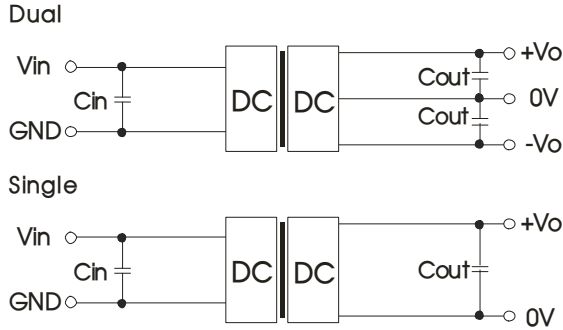 Dual
Vin
+Vo
Cout
Cin
DC
DC
0V
Cout
GND
-Vo
Single
Vin
+Vo
Cin
DC
DC
Cout
GND
0V